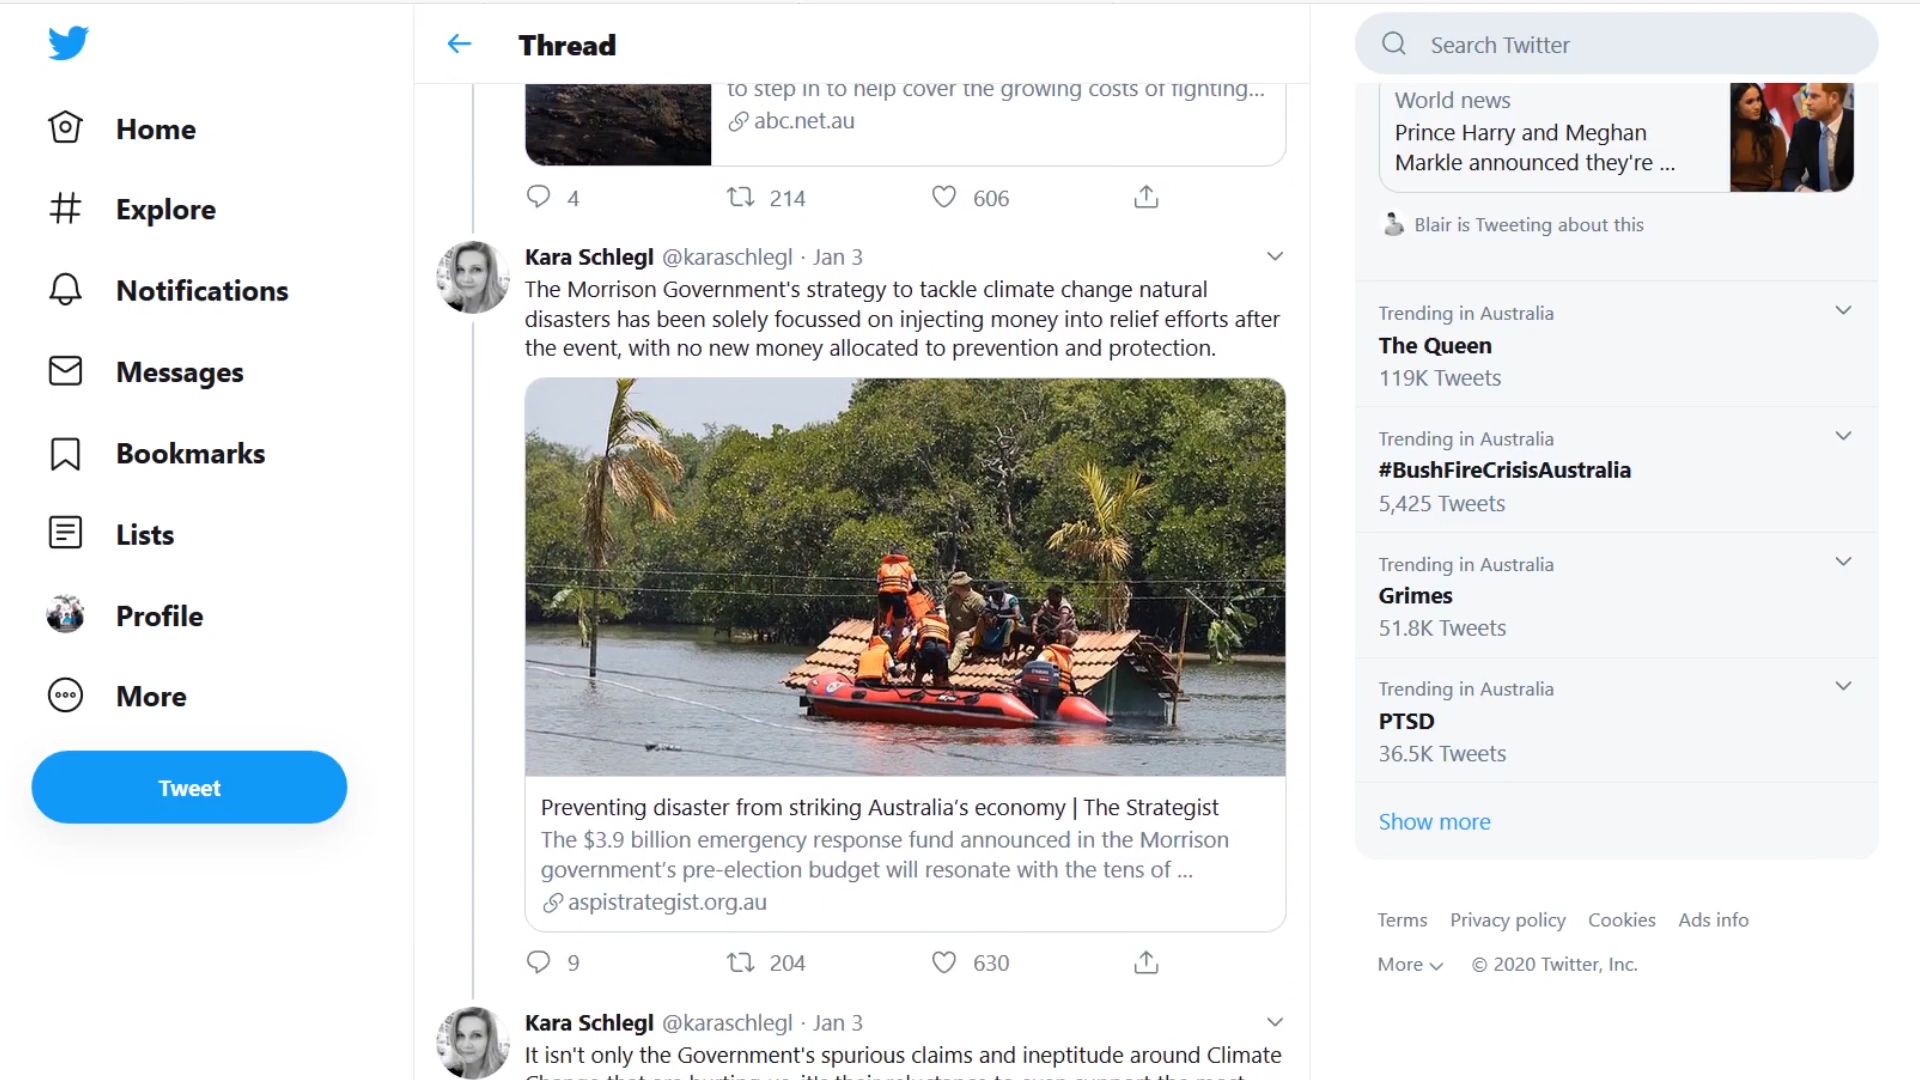 Home
Explore
Notifications
Messages
Bookmarks
Lists
Profile
More
Tweet
Thread
to step in to help cover the growing costs of fighting...
abc.net.au
4 214 606
Kara Schlegl @karaschlegl · Jan 3
The Morrison Government's strategy to tackle climate change natural
disasters has been solely focussed on injecting money into relief efforts after
the event, with no new money allocated to prevention and protection.
Preventing disaster from striking Australia's economy | The Strategist
The $3.9 billion emergency response fund announced in the Morrison
government's pre-election budget will resonate with the tens of ...
aspistrategist.org.au
9 204 630
Kara Schlegl @karaschlegl · Jan 3
It isn't only the Government's spurious claims and ineptitude around Climate
Search Twitter
World news
Prince Harry and Meghan
Markle announced they're ...
Blair is Tweeting about this
Trending in Australia
The Queen
119K Tweets
Trending in Australia
#BushFireCrisisAustralia
5,425 Tweets
Trending in Australia
Grimes
51.8K Tweets
Trending in Australia
PTSD
36.5K Tweets
Show more
Terms Privacy policy Cookies Ads info
More © 2020 Twitter, Inc.